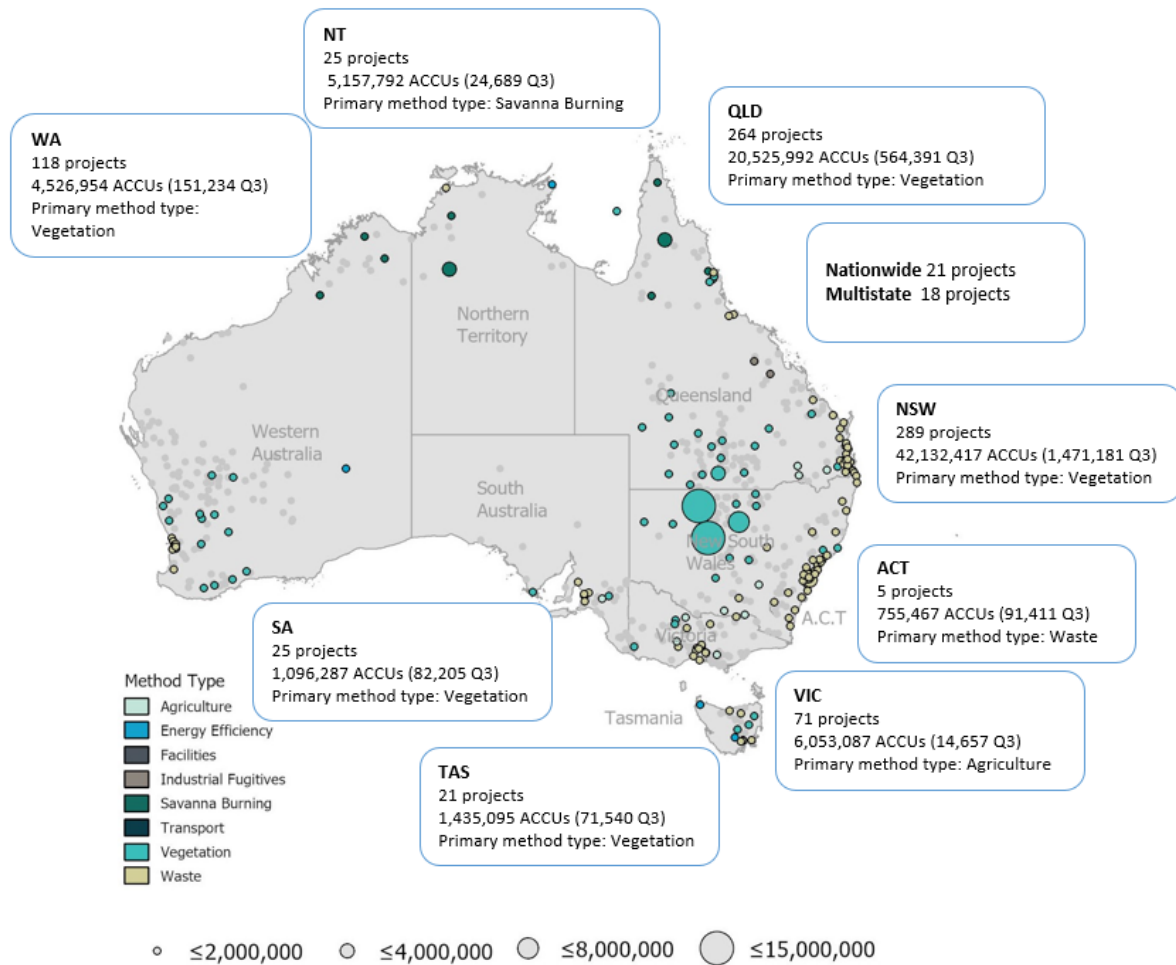 NT
25 projects
5,157,792 ACCUs (24,689 Q3)
Primary method type: Savanna Burning
QLD
264 projects
20,525,992 ACCUs (564,391 Q3)
Primary method type: Vegetation
WA
118 projects
4,526,954 ACCUs (151,234 Q3)
Primary method type:
Vegetation
Nationwide 21 projects
Multistate 18 projects
Northern
Territory
Queensland
Western
Australia
South
Australia
New South
Wales
NSW
289 projects
42,132,417 ACCUs (1,471,181 Q3)
Primary method type: Vegetation
ACT
5 projects
755,467 ACCUs (91,411 Q3)
Primary method type: Waste
A.C.T
Victoria
SA
25 projects
1,096,287 ACCUs (82,205 Q3)
Primary method type: Vegetation
VIC
71 projects
6,053,087 ACCUs (14,657 Q3)
Primary method type: Agriculture
Tasmania
TAS
21 projects
1,435,095 ACCUs (71,540 Q3)
Primary method type: Vegetation
Method Type
Agriculture
Energy Efficiency
Facilities
Industrial Fugitives
Savanna Burning
Transport
Vegetation
Waste
≤2,000,000
≤4,000,000
≤8,000,000
≤15,000,000